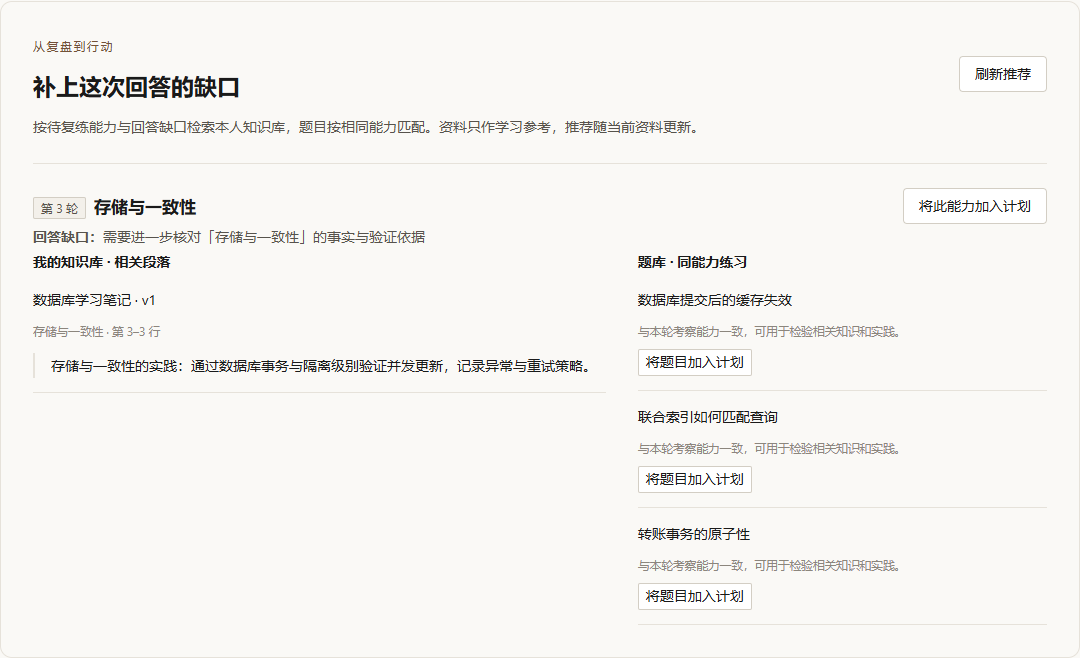 从复盘到行动
补上这次回答的缺口
刷新推荐
按待复练能力与回答缺口检索本人知识库，题目按相同能力匹配。资料只作学习参考，推荐随当前资料更新。
第 3 轮 存储与一致性
将此能力加入计划
回答缺口：需要进一步核对「存储与一致性」的事实与验证依据
我的知识库 · 相关段落
数据库学习笔记 · v1
存储与一致性 · 第 3–3 行
存储与一致性的实践：通过数据库事务与隔离级别验证并发更新，记录异常与重试策略。
题库 · 同能力练习
数据库提交后的缓存失效
与本轮考察能力一致，可用于检验相关知识和实践。
将题目加入计划
联合索引如何匹配查询
与本轮考察能力一致，可用于检验相关知识和实践。
将题目加入计划
转账事务的原子性
与本轮考察能力一致，可用于检验相关知识和实践。
将题目加入计划